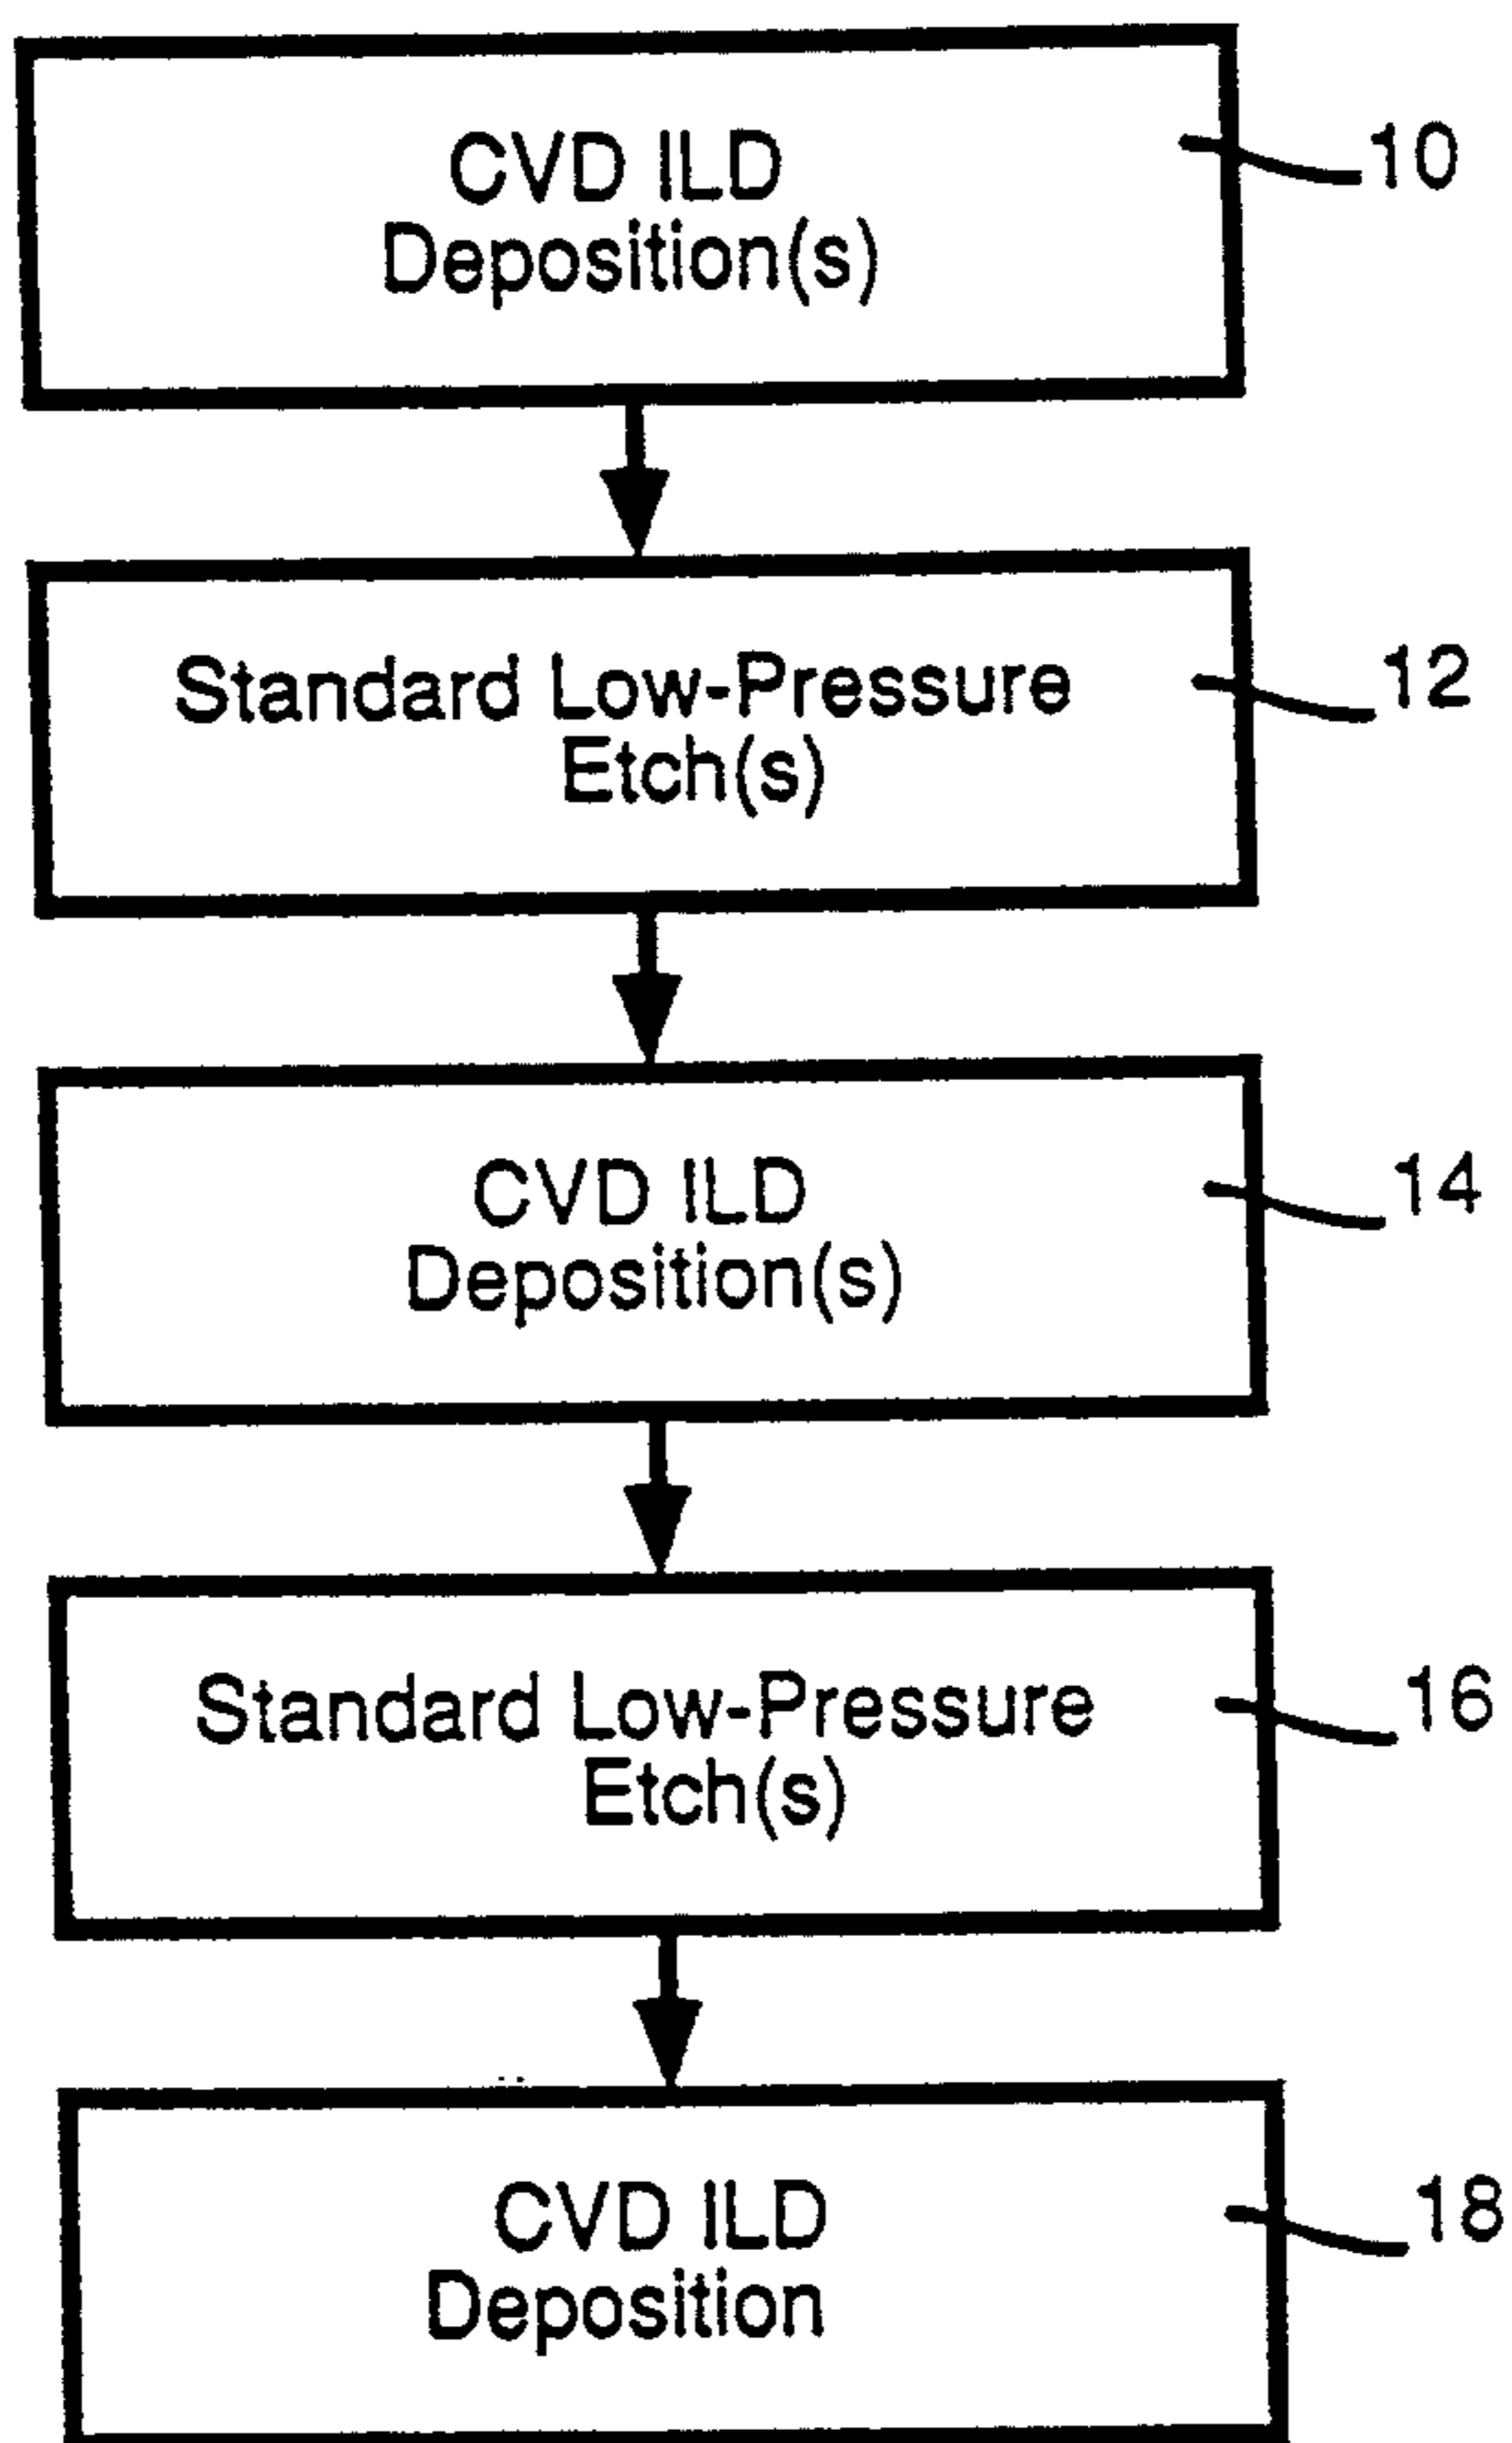 CVD ILD
Deposition(s)
10
Standard Low-Pressure
Etch(s)
12
CVD ILD
Deposition(s)
14
Standard Low-Pressure
Etch(s)
16
CVD ILD
Deposition
18